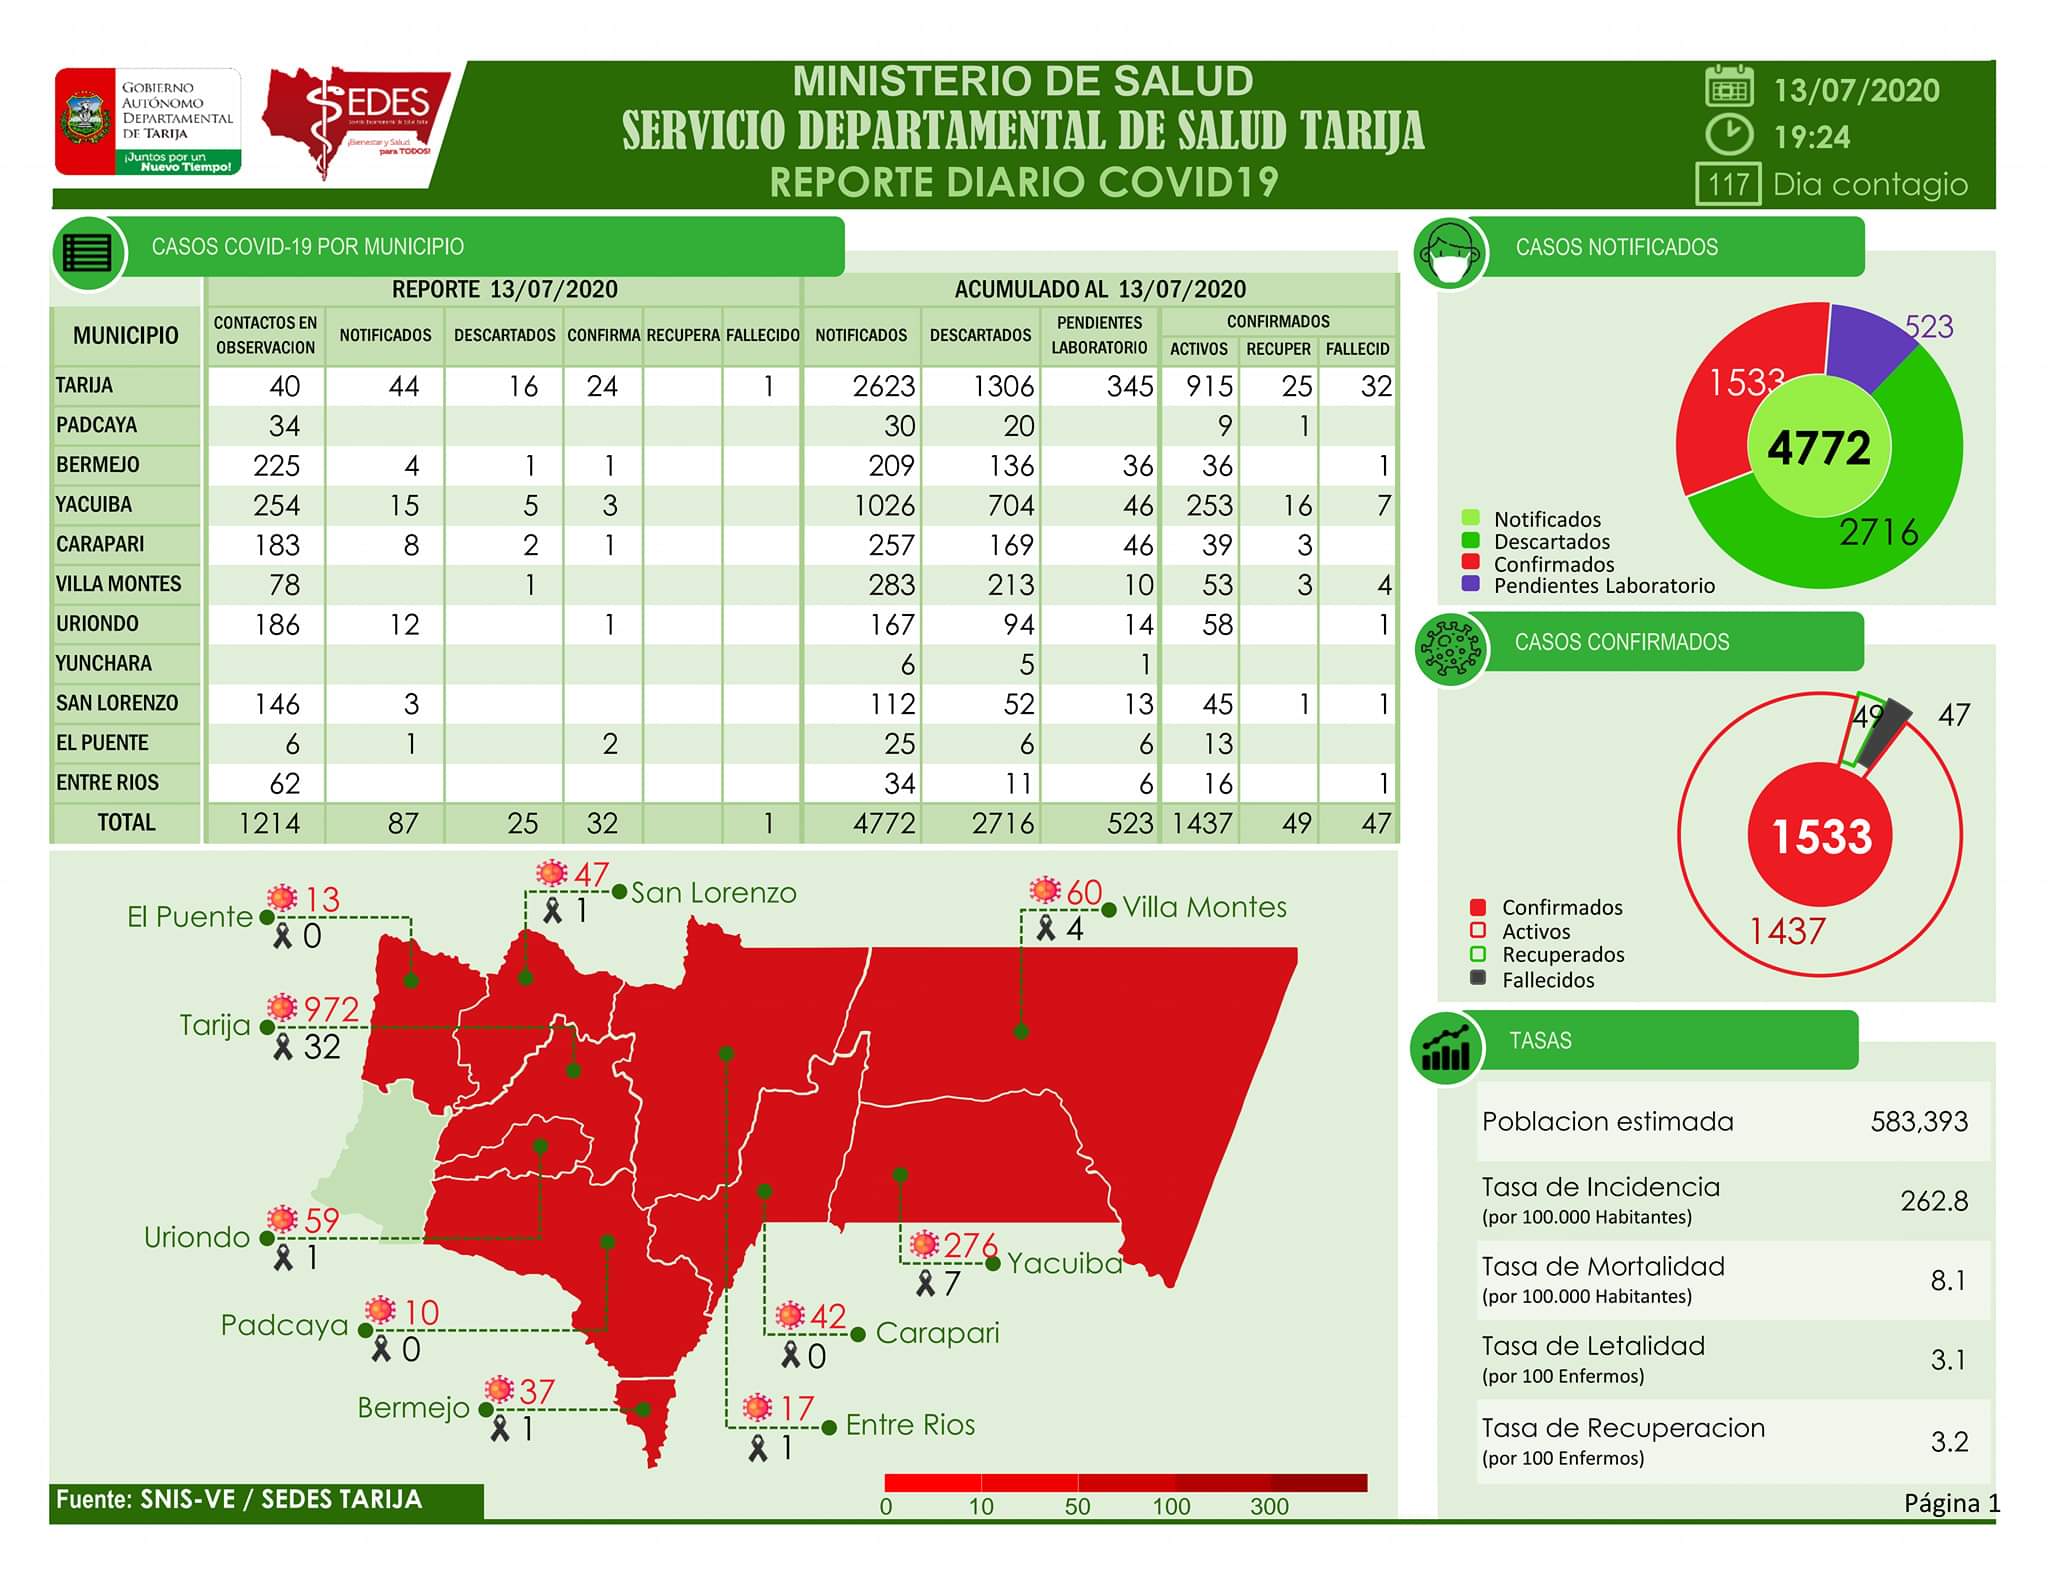 GOBIERNO
AUTÓNOMO
DEPARTAMENTAL
DE TARIJA
¡Juntos por un
Nuevo Tiempo!
SEDES
¡Bienestar y Salud
para TODOS!
MINISTERIO DE SALUD
SERVICIO DEPARTAMENTAL DE SALUD TARIJA
REPORTE DIARIO COVID19
13/07/2020
19:24
117 Dia contagio
CASOS COVID-19 POR MUNICIPIO
REPORTE 13/07/2020 ACUMULADO AL 13/07/2020
MUNICIPIO CONTACTOS EN OBSERVACION NOTIFICADOS DESCARTADOS CONFIRMA RECUPERA FALLECIDO NOTIFICADOS DESCARTADOS PENDIENTES LABORATORIO CONFIRMADOS
ACTIVOS RECUPER FALLECID
TARIJA 40 44 16 24 1 2623 1306 345 915 25 32
PADCAYA 34 30 20 9 1
BERMEJO 225 4 1 1 209 136 36 36 1
YACUIBA 254 15 5 3 1026 704 46 253 16 7
CARAPARI 183 8 2 1 257 169 46 39 3
VILLA MONTES 78 1 283 213 10 53 3 4
URIONDO 186 12 1 167 94 14 58 1
YUNCHARA 6 5 1
SAN LORENZO 146 3 112 52 13 45 1 1
EL PUENTE 6 1 2 25 6 6 13
ENTRE RIOS 62 34 11 6 16 1
TOTAL 1214 87 25 32 1 4772 2716 523 1437 49 47
El Puente 13
0
47 San Lorenzo
1
60 Villa Montes
4
Tarija 972
32
Uriondo 59
1
276 Yacuiba
7
Padcaya 10
0
42 Carapari
0
Bermejo 37
1
17 Entre Rios
1
0 10 50 100 300
Fuente: SNIS-VE / SEDES TARIJA
CASOS NOTIFICADOS
523
1533
4772
2716
Notificados
Descartados
Confirmados
Pendientes Laboratorio
CASOS CONFIRMADOS
49 47
1533
1437
Confirmados
Activos
Recuperados
Fallecidos
TASAS
Poblacion estimada 583,393
Tasa de Incidencia 262.8
(por 100.000 Habitantes)
Tasa de Mortalidad 8.1
(por 100.000 Habitantes)
Tasa de Letalidad 3.1
(por 100 Enfermos)
Tasa de Recuperacion 3.2
(por 100 Enfermos)
Página 1